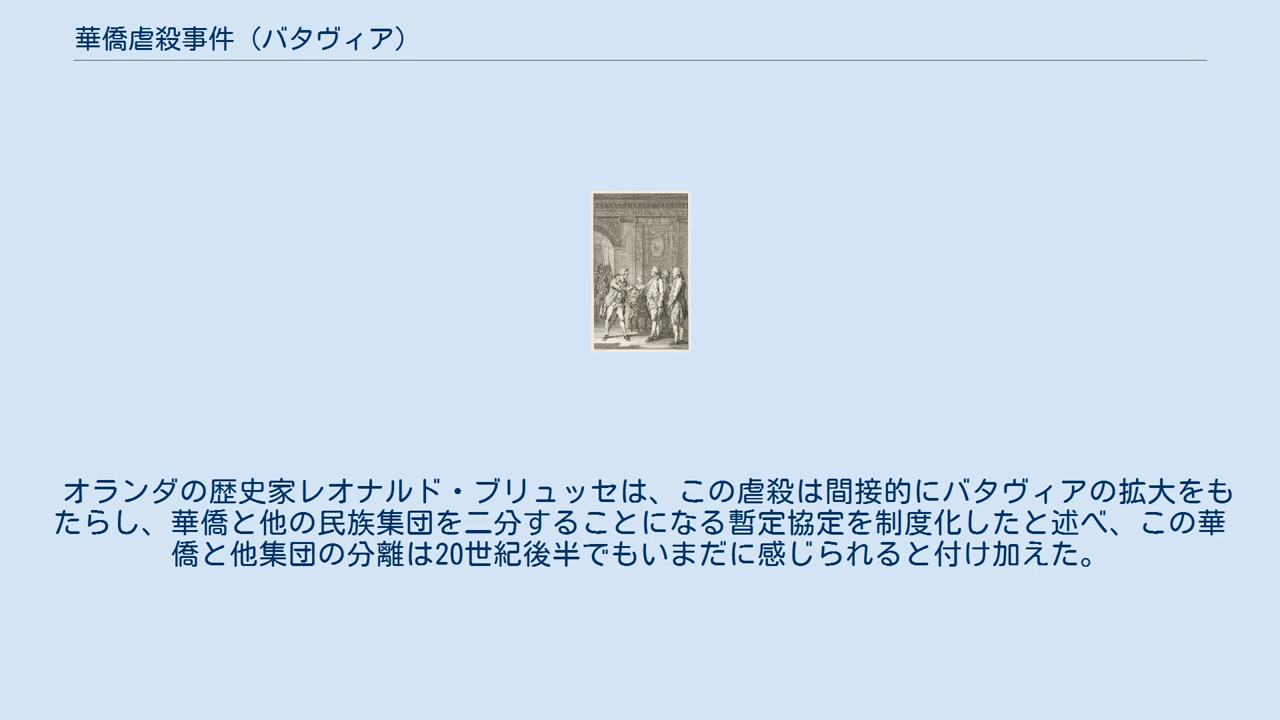 華僑虐殺事件（バタヴィア）
オランダの歴史家レオナルド・ブリュッセは、この虐殺は間接的にバタヴィアの拡大をも
たらし、華僑と他の民族集団を二分することになる暫定協定を制度化したと述べ、この華
僑と他集団の分離は20世紀後半でもいまだに感じられると付け加えた。